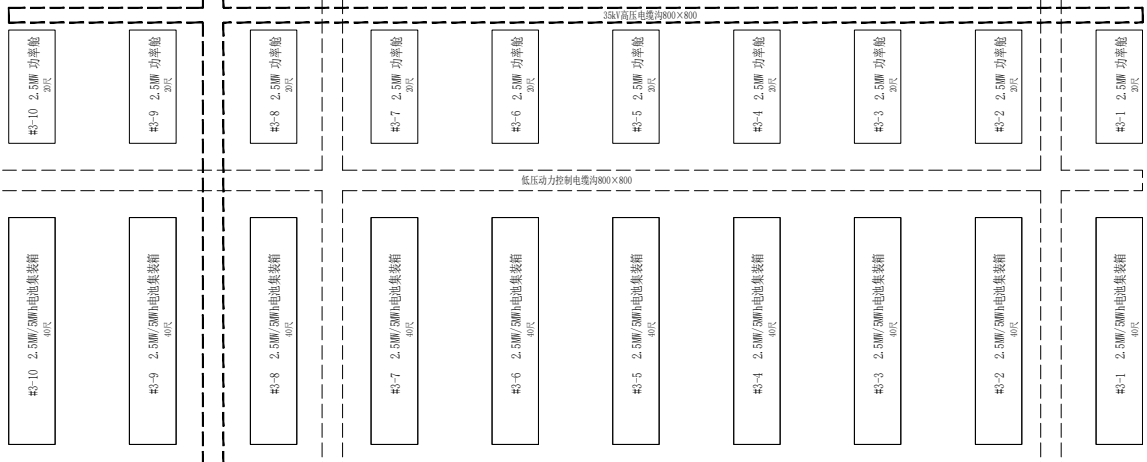 35kV高压电缆沟800×800
#3-10 2.5MW 功率舱
20尺
#3-9 2.5MW 功率舱
20尺
#3-8 2.5MW 功率舱
20尺
#3-7 2.5MW 功率舱
20尺
#3-6 2.5MW 功率舱
20尺
#3-5 2.5MW 功率舱
20尺
#3-4 2.5MW 功率舱
20尺
#3-3 2.5MW 功率舱
20尺
#3-2 2.5MW 功率舱
20尺
#3-1 2.5MW 功率舱
20尺
低压动力控制电缆沟800×800
#3-10 2.5MW/5MWh电池集装箱
40尺
#3-9 2.5MW/5MWh电池集装箱
40尺
#3-8 2.5MW/5MWh电池集装箱
40尺
#3-7 2.5MW/5MWh电池集装箱
40尺
#3-6 2.5MW/5MWh电池集装箱
40尺
#3-5 2.5MW/5MWh电池集装箱
40尺
#3-4 2.5MW/5MWh电池集装箱
40尺
#3-3 2.5MW/5MWh电池集装箱
40尺
#3-2 2.5MW/5MWh电池集装箱
40尺
#3-1 2.5MW/5MWh电池集装箱
40尺